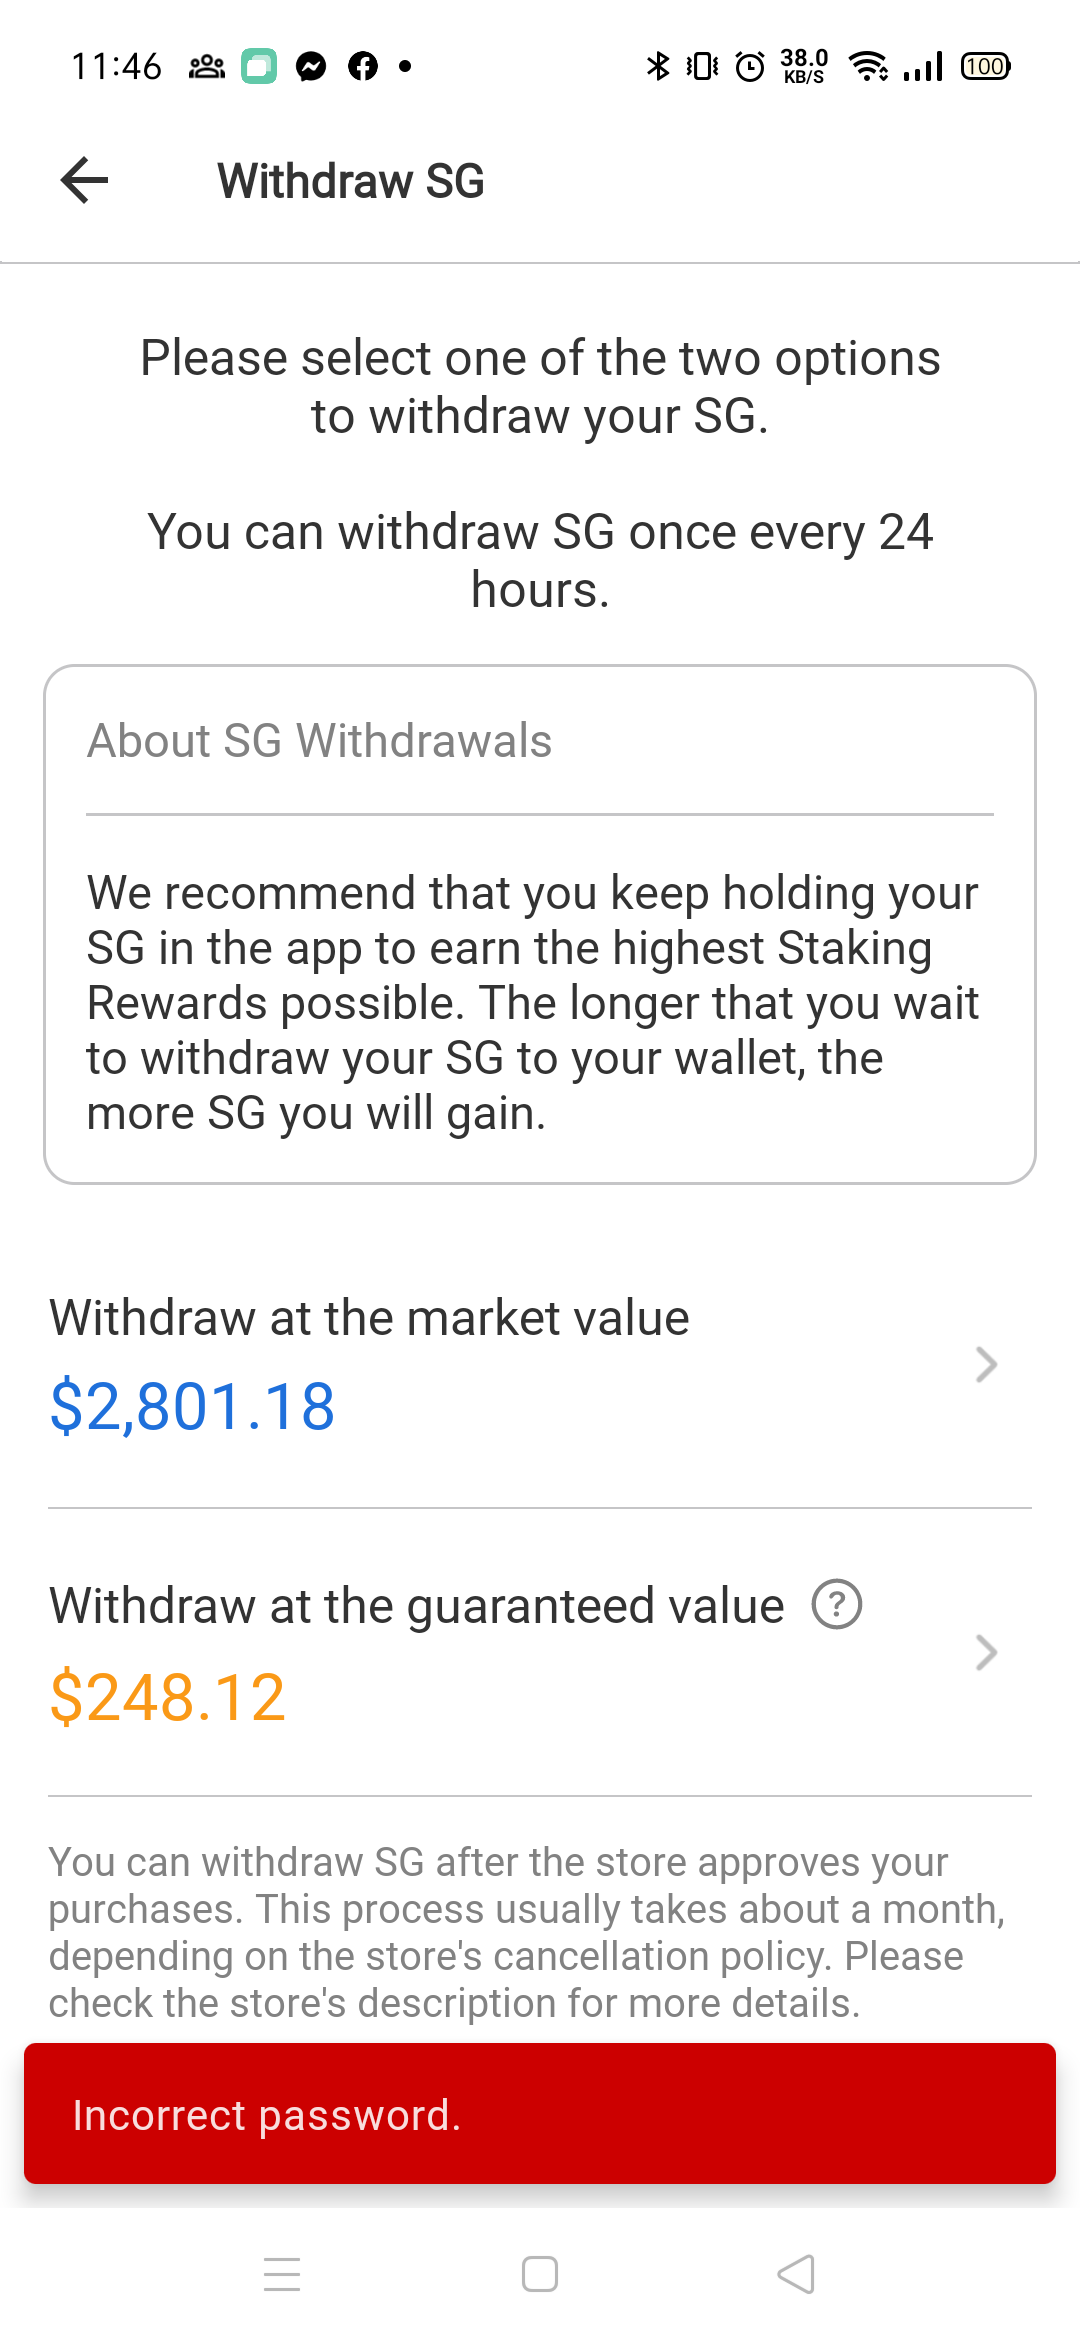 11:46
38.0
KB/S
100
Withdraw SG
Please select one of the two options
to withdraw your SG.
You can withdraw SG once every 24
hours.
About SG Withdrawals
We recommend that you keep holding your
SG in the app to earn the highest Staking
Rewards possible. The longer that you wait
to withdraw your SG to your wallet, the
more SG you will gain.
Withdraw at the market value
$2,801.18
Withdraw at the guaranteed value ?
$248.12
You can withdraw SG after the store approves your
purchases. This process usually takes about a month,
depending on the store's cancellation policy. Please
check the store's description for more details.
Incorrect password.